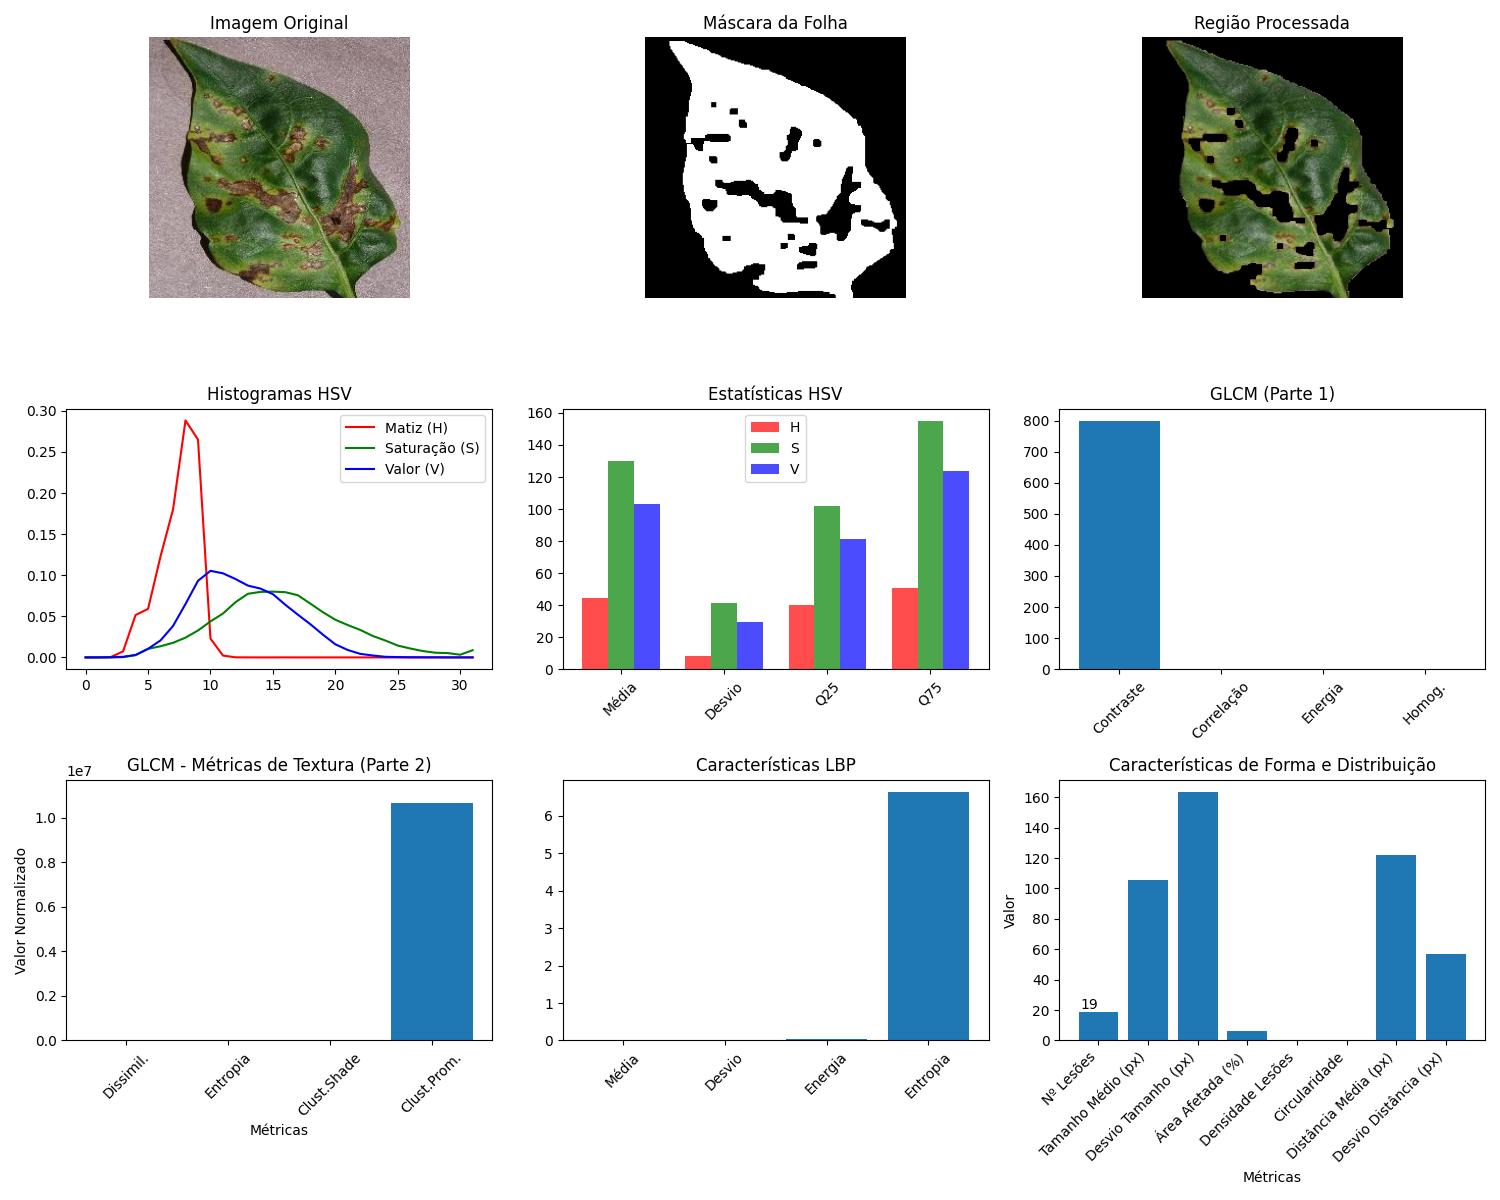 Imagem Original
Máscara da Folha
Região Processada
Histogramas HSV
0.30
0.25
0.20
0.15
0.10
0.05
0.00
0 5 10 15 20 25 30
Matiz (H)
Saturação (S)
Valor (V)
Estatísticas HSV
160
140
120
100
80
60
40
20
0
H
S
V
Média
Desvio
Q25
Q75
GLCM (Parte 1)
800
700
600
500
400
300
200
100
0
Contraste
Correlação
Energia
Homog.
GLCM - Métricas de Textura (Parte 2)
1e7
Valor Normalizado
1.0
0.8
0.6
0.4
0.2
0.0
Dissimil.
Entropia
Clust.Shade
Clust.Prom.
Métricas
Características LBP
6
5
4
3
2
1
0
Média
Desvio
Energia
Entropia
Características de Forma e Distribuição
Valor
160
140
120
100
80
60
40
20
0
19
Nº Lesões
Tamanho Médio (px)
Desvio Tamanho (px)
Área Afetada (%)
Densidade Lesões
Circularidade
Distância Média (px)
Desvio Distância (px)
Métricas